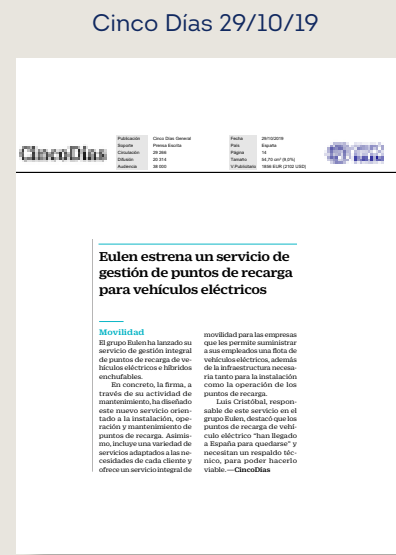 Cinco Días 29/10/19
CincoDías
Publicación Cinco Días General
Soporte Prensa Escrita
Circulación 29 269
Difusión 20 314
Audiencia 39 000
Fecha 29/10/2019
País España
Página 14
Tamaño 54,70 cm² (9,0%)
V.Publicitario 1656 EUR (2102 USD)
Eulen estrena un servicio de
gestión de puntos de recarga
para vehículos eléctricos
Movilidad
El grupo Eulen ha lanzado su
servicio de gestión integral
de puntos de recarga de ve-
hículos eléctricos e híbridos
enchufables.
En concreto, la firma, a
través de su actividad de
mantenimiento, ha diseñado
este nuevo servicio orien-
tado a la instalación, ope-
ración y mantenimiento de
puntos de recarga. Asimis-
mo, incluye una variedad de
servicios adaptados a las ne-
cesidades de cada cliente y
ofrece un servicio integral de
movilidad para las empresas
que les permite suministrar
a sus empleados una flota de
vehículos eléctricos, además
de la infraestructura necesa-
ria tanto para la instalación
como la operación de los
puntos de recarga.
Luis Cristóbal, respon-
sable de este servicio en el
grupo Eulen, destacó que los
puntos de recarga de vehí-
culo eléctrico "han llegado
a España para quedarse" y
necesitan un respaldo téc-
nico, para poder hacerlo
viable.—CincoDías